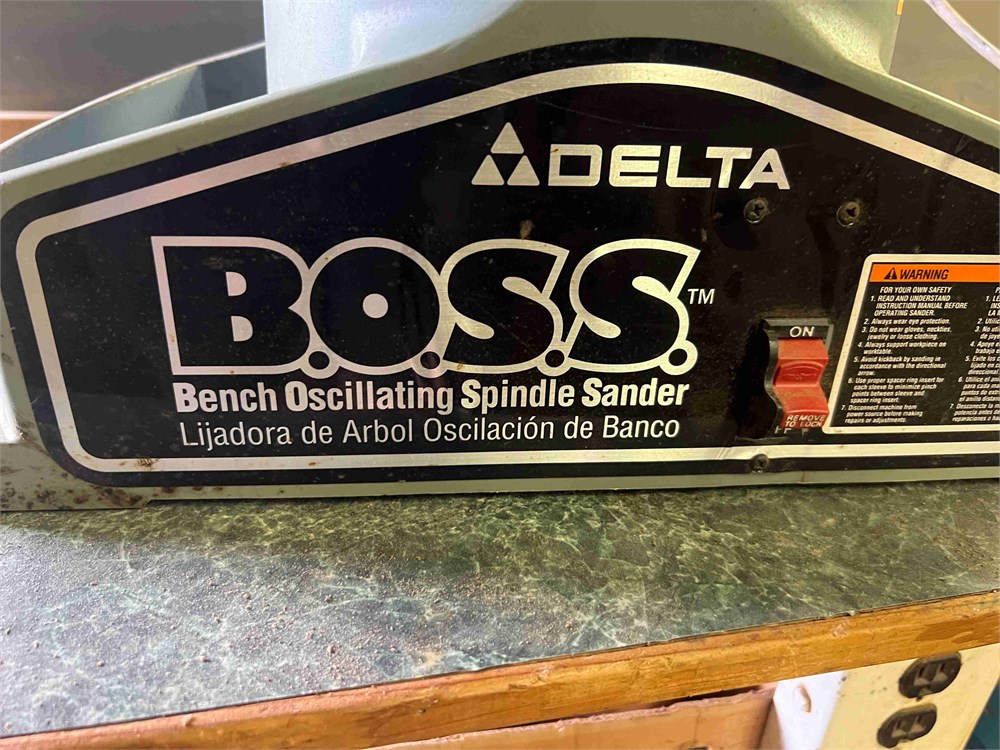 DELTA
B.O.S.S.™
Bench Oscillating Spindle Sander
Lijadora de Arbol Oscilación de Banco
ON
REMOVE
TO LOCK
WARNING
FOR YOUR OWN SAFETY
1. READ AND UNDERSTAND
INSTRUCTION MANUAL BEFORE
OPERATING SANDER.
2. Always wear eye protection.
3. Do not wear gloves, neckties,
jewelry or loose clothing.
4. Always support workpiece on
worktable.
5. Avoid kickback by sanding in
accordance with the directional
arrow.
6. Use proper spacer ring insert for
each sleeve to minimize pinch
points between sleeve and
spacer ring insert.
7. Disconnect machine from
power source before making
repairs or adjustments.